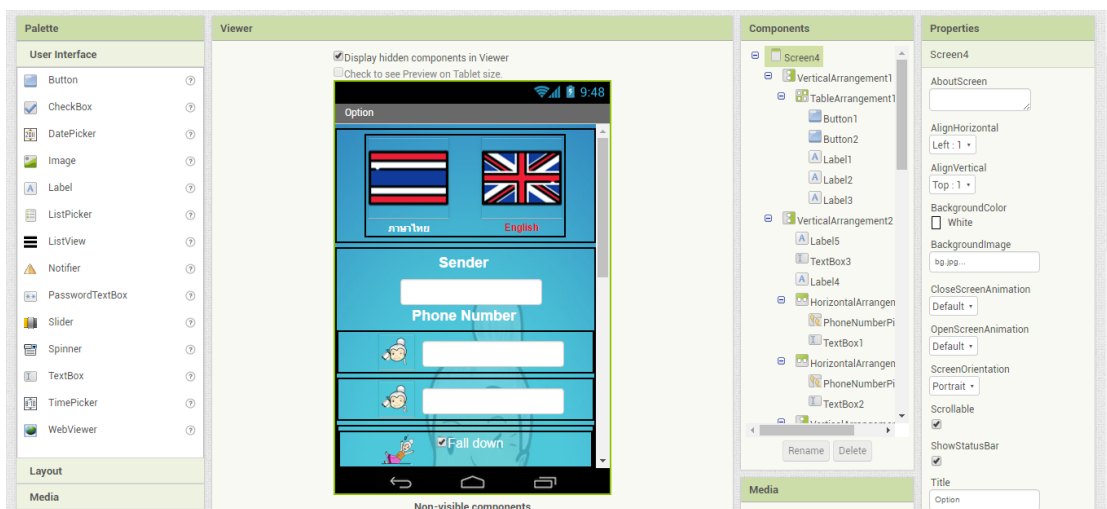 Palette
User Interface
Button
CheckBox
DatePicker
Image
Label
ListPicker
ListView
Notifier
PasswordTextBox
Slider
Spinner
TextBox
TimePicker
WebViewer
Layout
Media
Viewer
Display hidden components in Viewer
Check to see Preview on Tablet size.
9:48
Option
ภาษาไทย English
Sender
Phone Number
Fall down
Non-visible components
Components
Screen4
VerticalArrangement1
TableArrangement1
Button1
Button2
Label1
Label2
Label3
VerticalArrangement2
Label5
TextBox3
Label4
HorizontalArrangen
PhoneNumberPi
TextBox1
HorizontalArrangen
PhoneNumberPi
TextBox2
Rename Delete
Media
Properties
Screen4
AboutScreen
AlignHorizontal
Left : 1
AlignVertical
Top : 1
BackgroundColor
White
BackgroundImage
bg.jpg...
CloseScreenAnimation
Default
OpenScreenAnimation
Default
ScreenOrientation
Portrait
Scrollable
ShowStatusBar
Title
Option